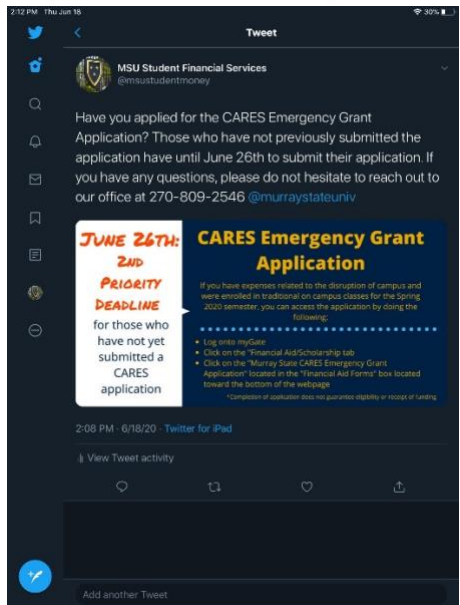 2:12 PM Thu Jun 18
30%
Tweet
MSU Student Financial Services
@msustudentmoney
Have you applied for the CARES Emergency Grant
Application? Those who have not previously submitted the
application have until June 26th to submit their application. If
you have any questions, please do not hesitate to reach out to
our office at 270-809-2546 @murraystateuniv
JUNE 26TH:
2ND
PRIORITY
DEADLINE
for those who
have not yet
submitted a
CARES
application
CARES Emergency Grant
Application
If you have expenses related to the disruption of campus and
were enrolled in traditional on campus classes for the Spring
2020 semester, you can access the application by doing the
following:
• Log onto myGate
• Click on the "Financial Aid/Scholarship tab
• Click on the "Murray State CARES Emergency Grant
Application" located in the "Financial Aid Forms" box located
toward the bottom of the webpage
*Completion of application does not guarantee eligibility or receipt of funding
2:08 PM · 6/18/20 · Twitter for iPad
View Tweet activity
Add another Tweet